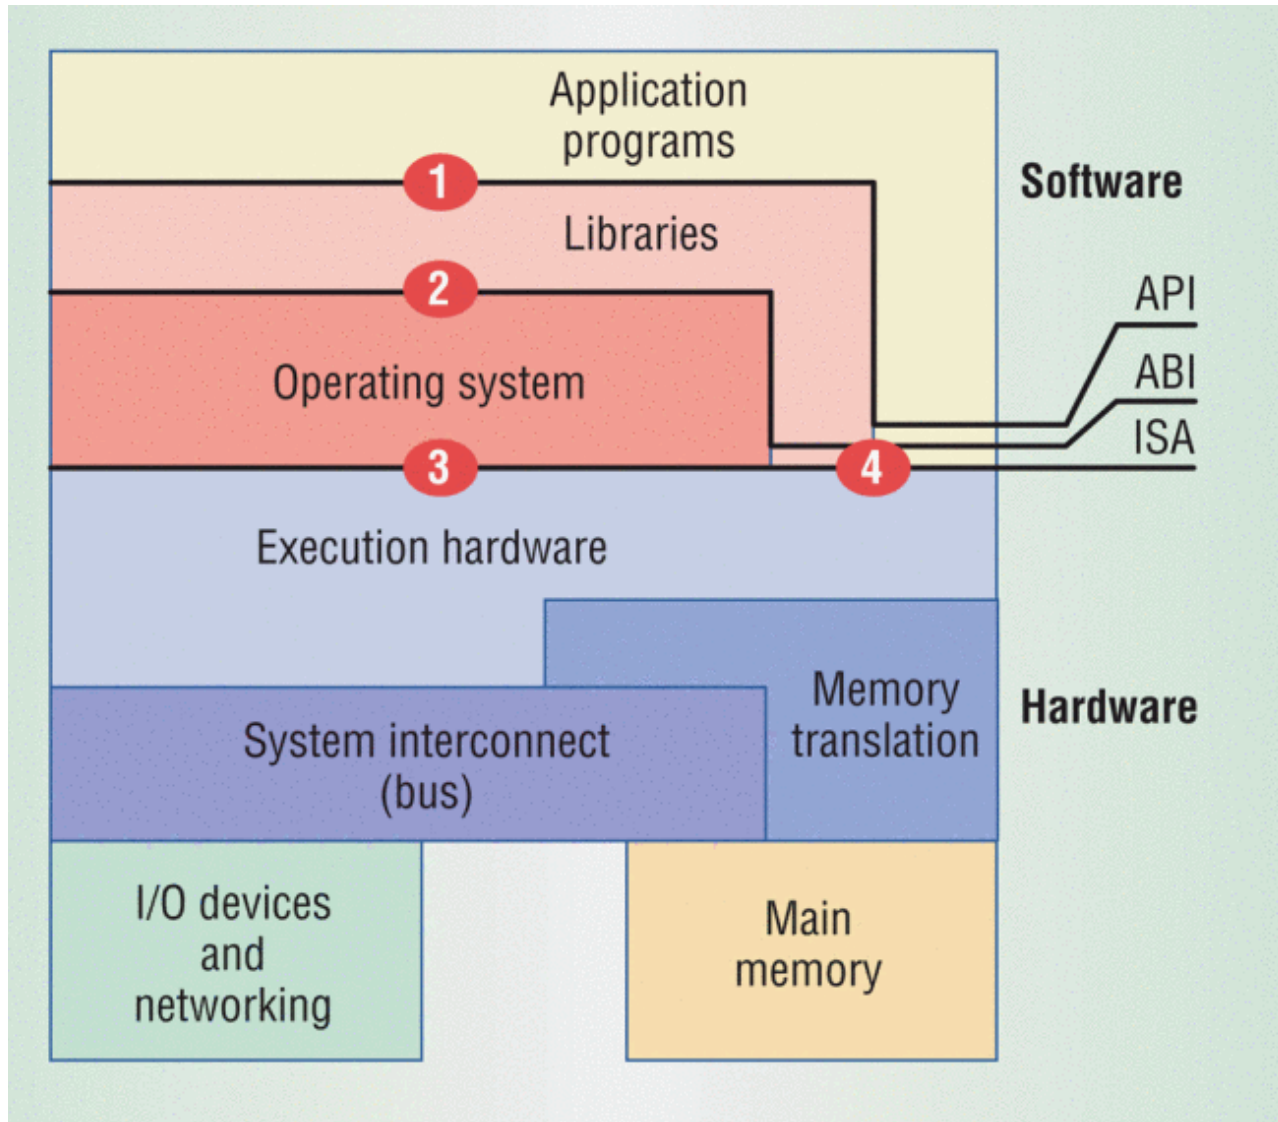 Application
programs
1
Software
Libraries
2
API
Operating system
ABI
ISA
3
4
Execution hardware
Memory
translation
Hardware
System interconnect
(bus)
I/O devices
and
networking
Main
memory